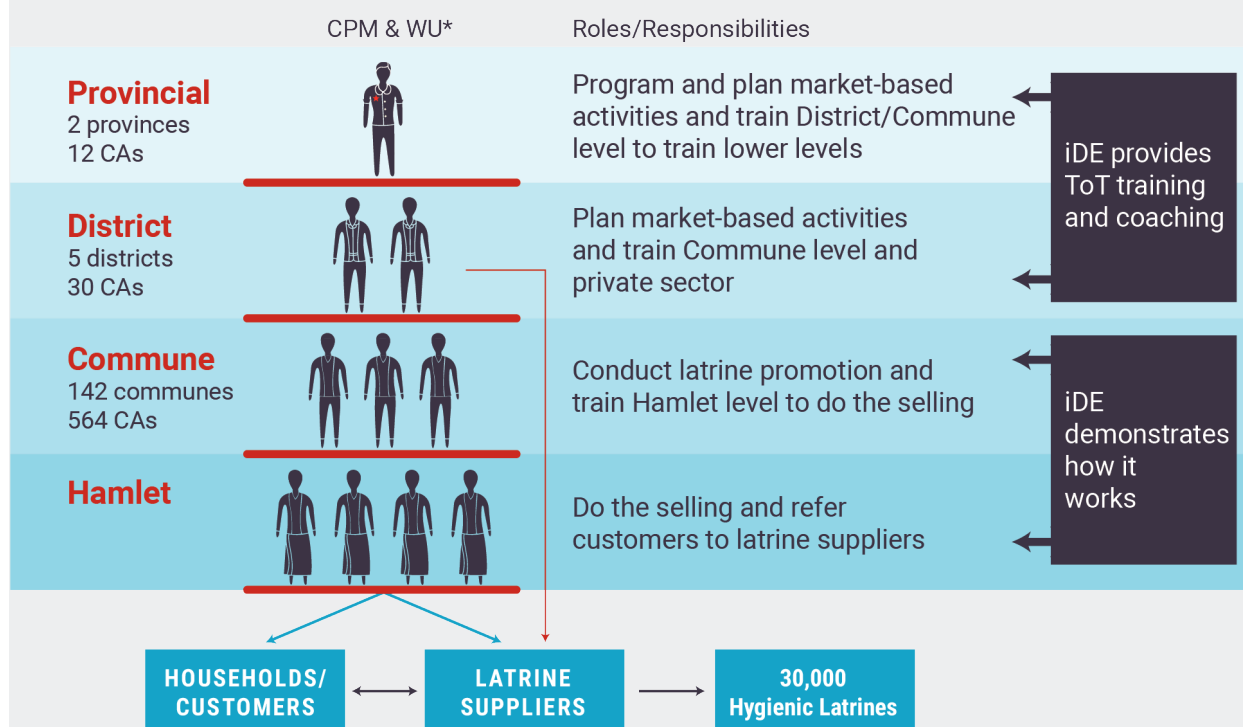 CPM & WU*
Roles/Responsibilities
Provincial
2 provinces
12 CAs
Program and plan market-based
activities and train District/Commune
level to train lower levels
iDE provides
ToT training
and coaching
District
5 districts
30 CAs
Plan market-based activities
and train Commune level and
private sector
Commune
142 communes
564 CAs
Conduct latrine promotion and
train Hamlet level to do the selling
iDE
demonstrates
how it
works
Hamlet
Do the selling and refer
customers to latrine suppliers
HOUSEHOLDS/
CUSTOMERS
LATRINE
SUPPLIERS
30,000
Hygienic Latrines